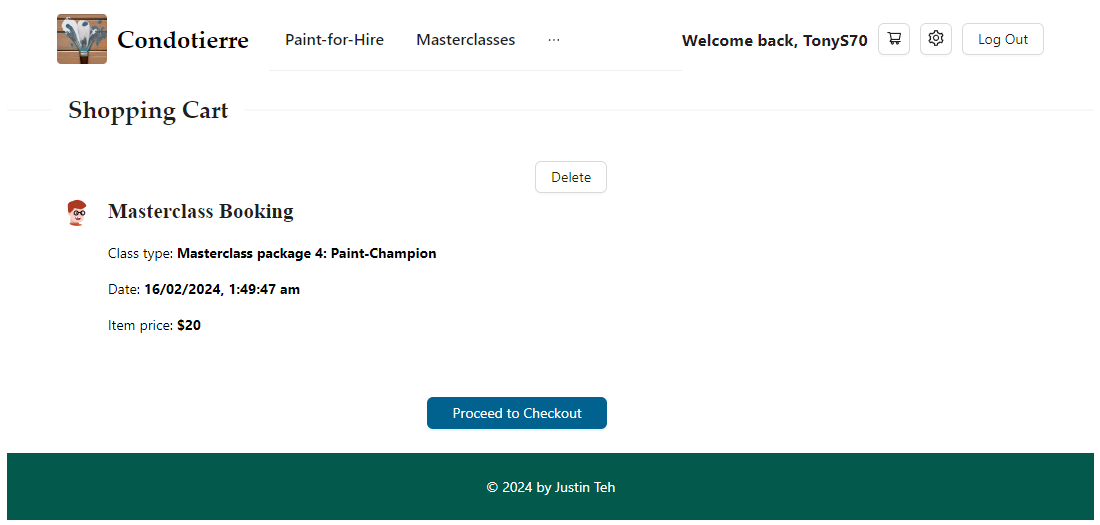 Condotierre Paint-for-Hire Masterclasses ··· Welcome back, TonyS70 Log Out
Shopping Cart
Delete
Masterclass Booking
Class type: Masterclass package 4: Paint-Champion
Date: 16/02/2024, 1:49:47 am
Item price: $20
Proceed to Checkout
© 2024 by Justin Teh